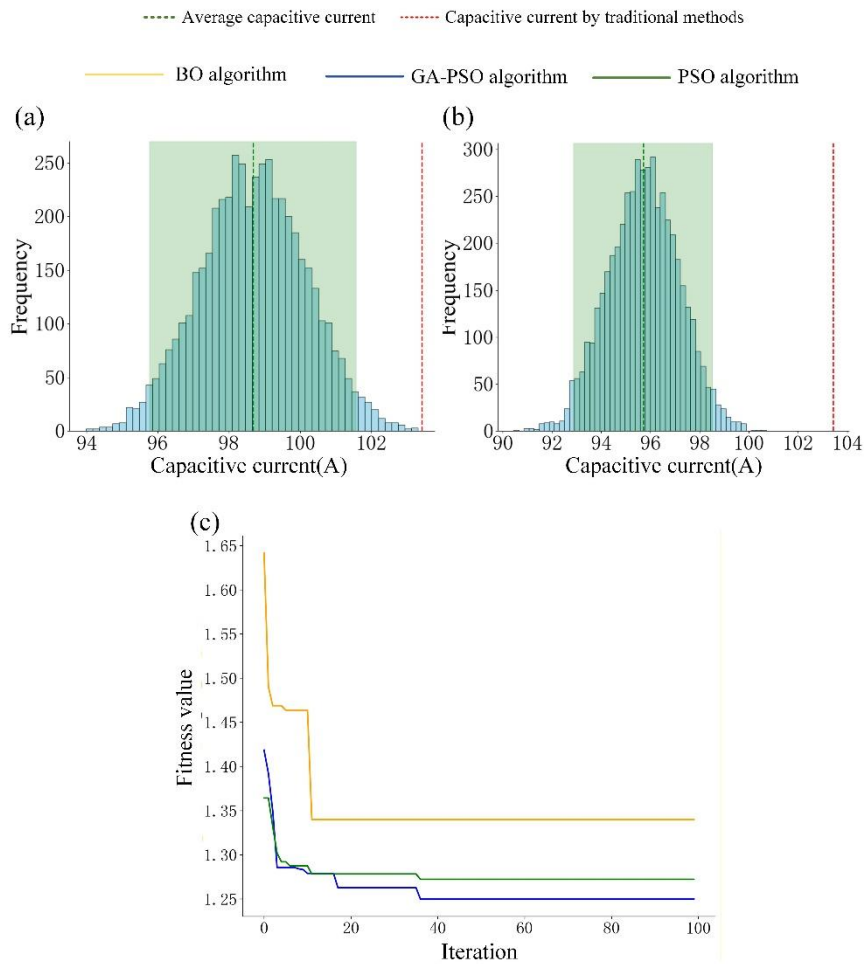 Average capacitive current
Capacitive current by traditional methods
BO algorithm
GA-PSO algorithm
PSO algorithm
(a)
250
200
150
100
50
0
Frequency
94
96
98
100
102
Capacitive current(A)
(b)
300
250
200
150
100
50
0
Frequency
90
92
94
96
98
100
102
104
Capacitive current(A)
(c)
1.65
1.60
1.55
1.50
1.45
1.40
1.35
1.30
1.25
Fitness value
0
20
40
60
80
100
Iteration